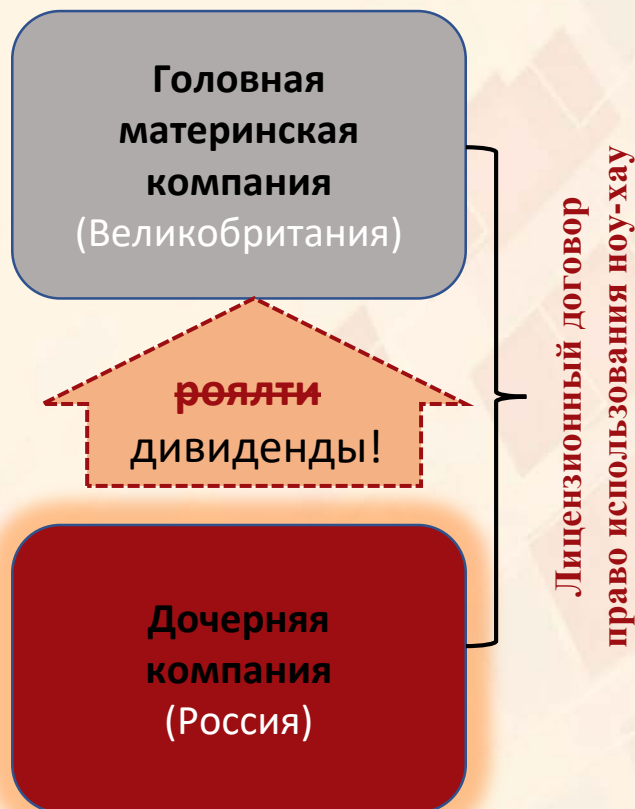 Головная
материнская
компания
(Великобритания)
роялти
дивиденды!
Дочерняя
компания
(Россия)
Лицензионный договор
право использования ноу-хау